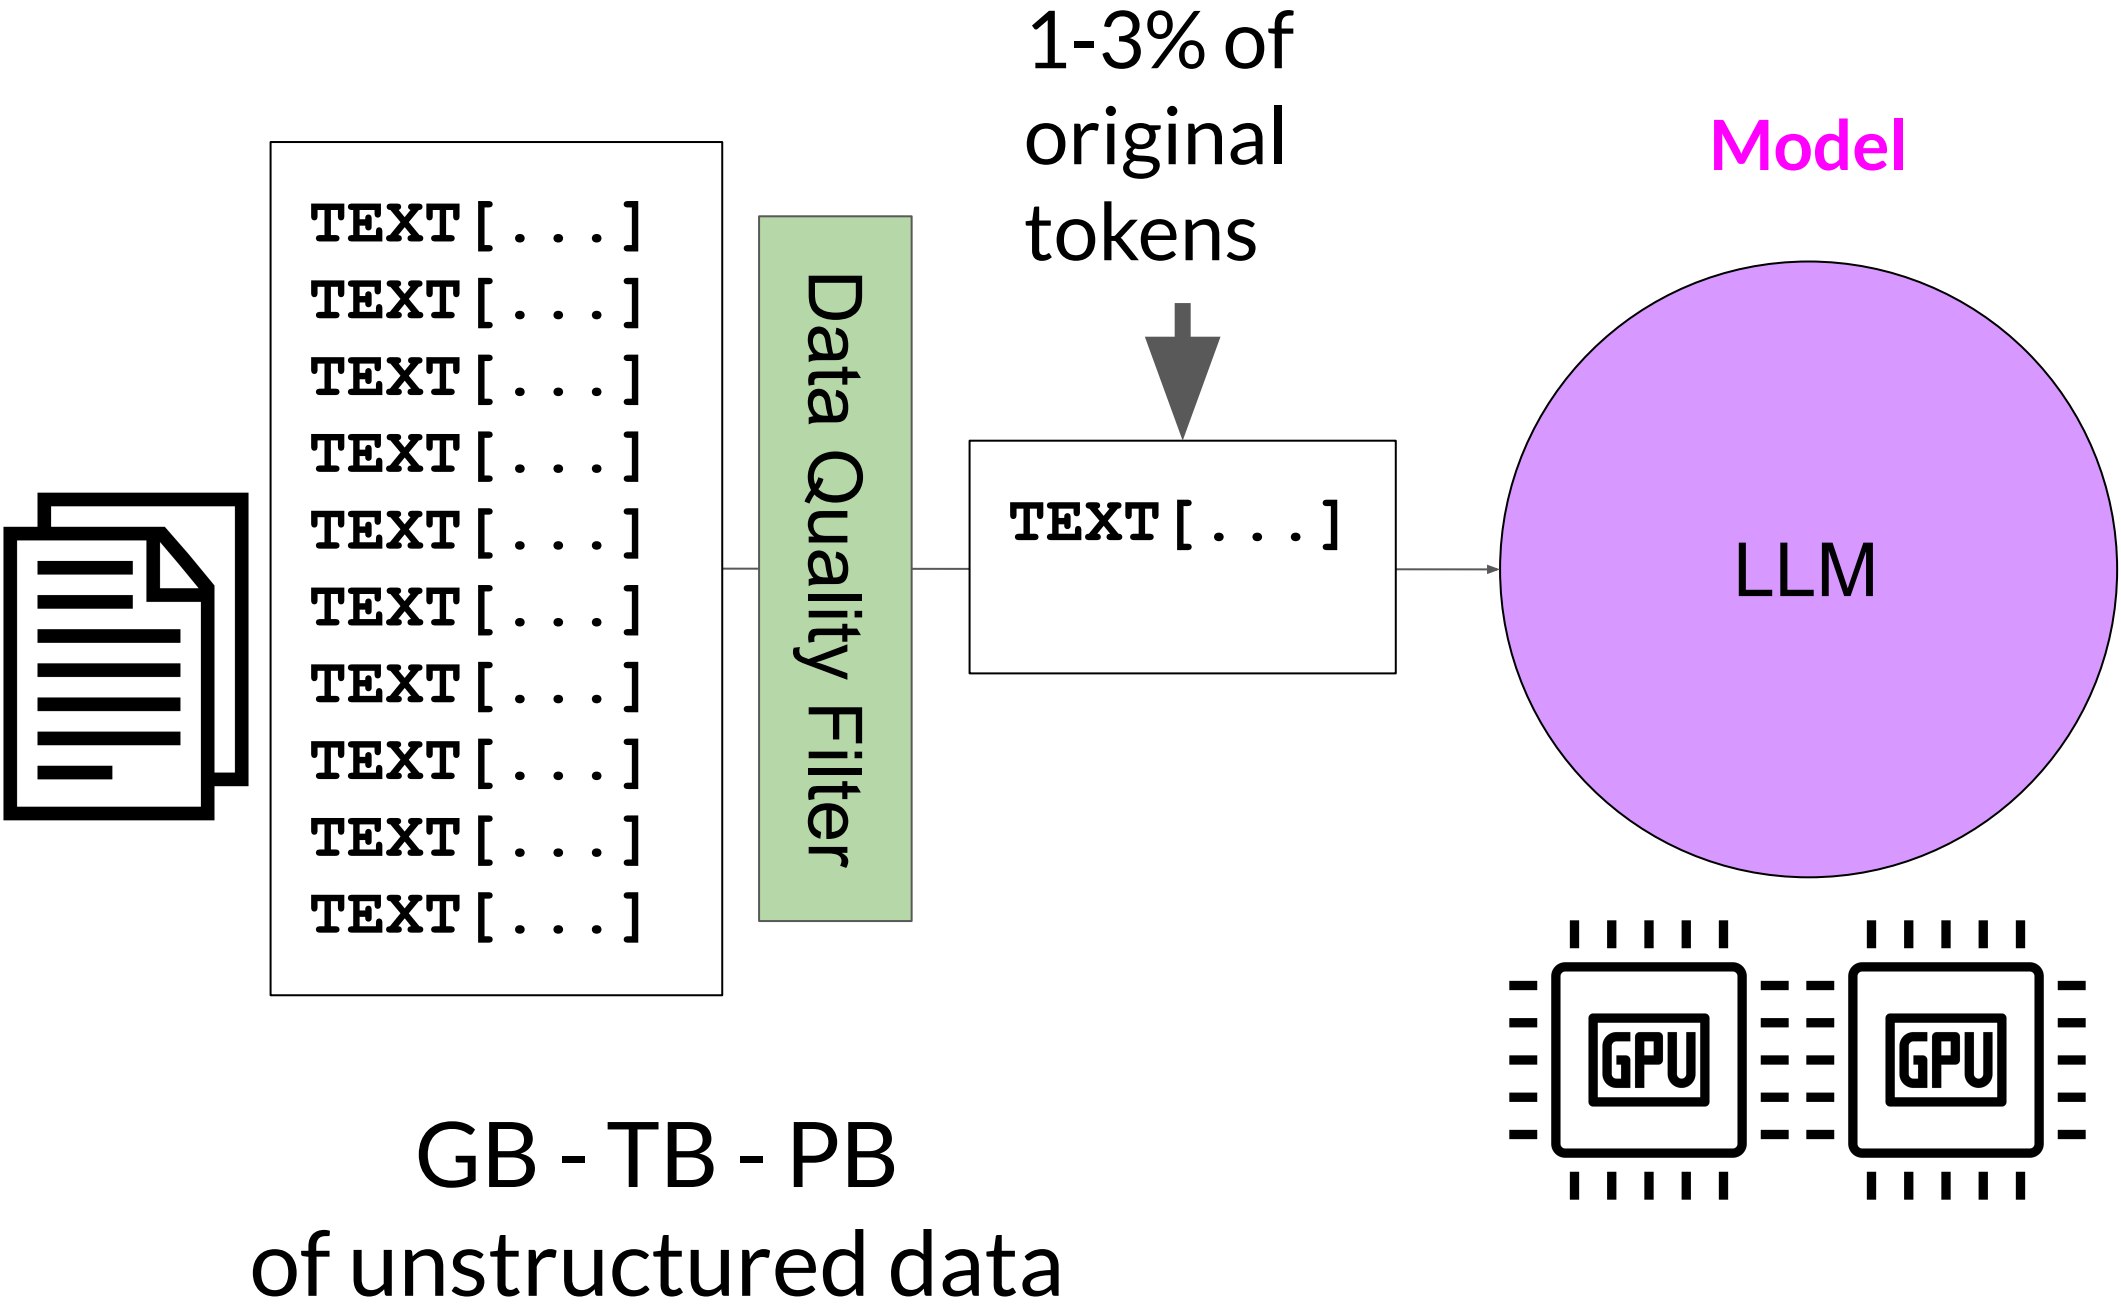 1-3% of
original
tokens
Model
TEXT[...]
TEXT[...]
TEXT[...]
TEXT[...]
TEXT[...]
TEXT[...]
TEXT[...]
TEXT[...]
TEXT[...]
TEXT[...]
Data Quality Filter
TEXT[...]
LLM
GPU
GPU
GB - TB - PB
of unstructured data